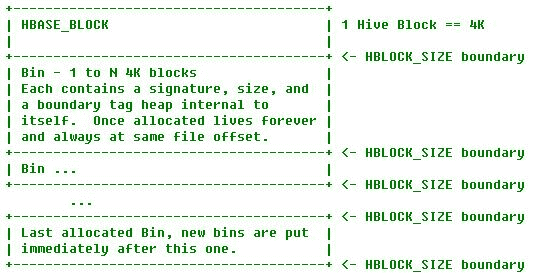 +----------------------------------------+
| HBASE_BLOCK                            | 1 Hive Block == 4K
|                                        |
+----------------------------------------+ <- HBLOCK_SIZE boundary
| Bin - 1 to N 4K blocks                 |
| Each contains a signature, size, and   |
| a boundary tag heap internal to        |
| itself.  Once allocated lives forever  |
| and always at same file offset.        |
+----------------------------------------+ <- HBLOCK_SIZE boundary
| Bin ...                                |
+----------------------------------------+ <- HBLOCK_SIZE boundary
        ...
+----------------------------------------+ <- HBLOCK_SIZE boundary
| Last allocated Bin, new bins are put   |
| immediately after this one.            |
+----------------------------------------+ <- HBLOCK_SIZE boundary